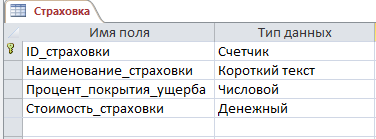 Страховка
Имя поля Тип данных
ID_страховки Счетчик
Наименование_страховки Короткий текст
Процент_покрытия_ущерба Числовой
Стоимость_страховки Денежный